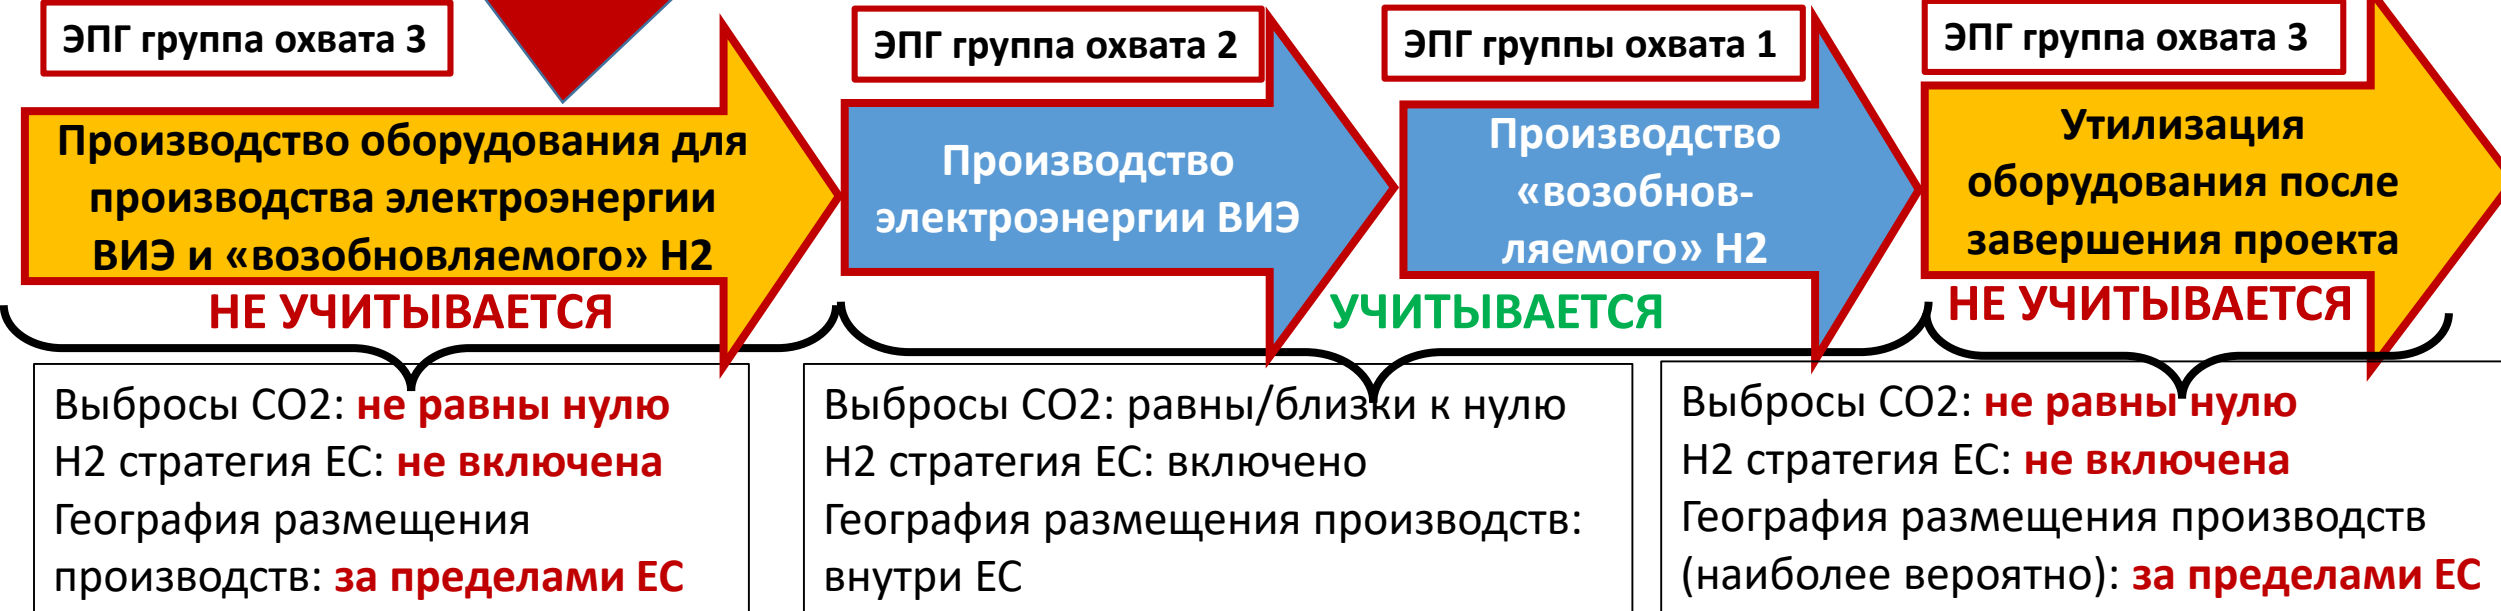 ЭПГ группа охвата 3
ЭПГ группа охвата 2
ЭПГ группы охвата 1
ЭПГ группа охвата 3
Производство оборудования для
производства электроэнергии
ВИЭ и «возобновляемого» Н2
Производство
электроэнергии ВИЭ
Производство
«возобнов-
ляемого» Н2
Утилизация
оборудования после
завершения проекта
НЕ УЧИТЫВАЕТСЯ
УЧИТЫВАЕТСЯ
НЕ УЧИТЫВАЕТСЯ
Выбросы СО2: не равны нулю
Н2 стратегия ЕС: не включена
География размещения
производств: за пределами ЕС
Выбросы СО2: равны/близки к нулю
Н2 стратегия ЕС: включено
География размещения производств:
внутри ЕС
Выбросы СО2: не равны нулю
Н2 стратегия ЕС: не включена
География размещения производств
(наиболее вероятно): за пределами ЕС